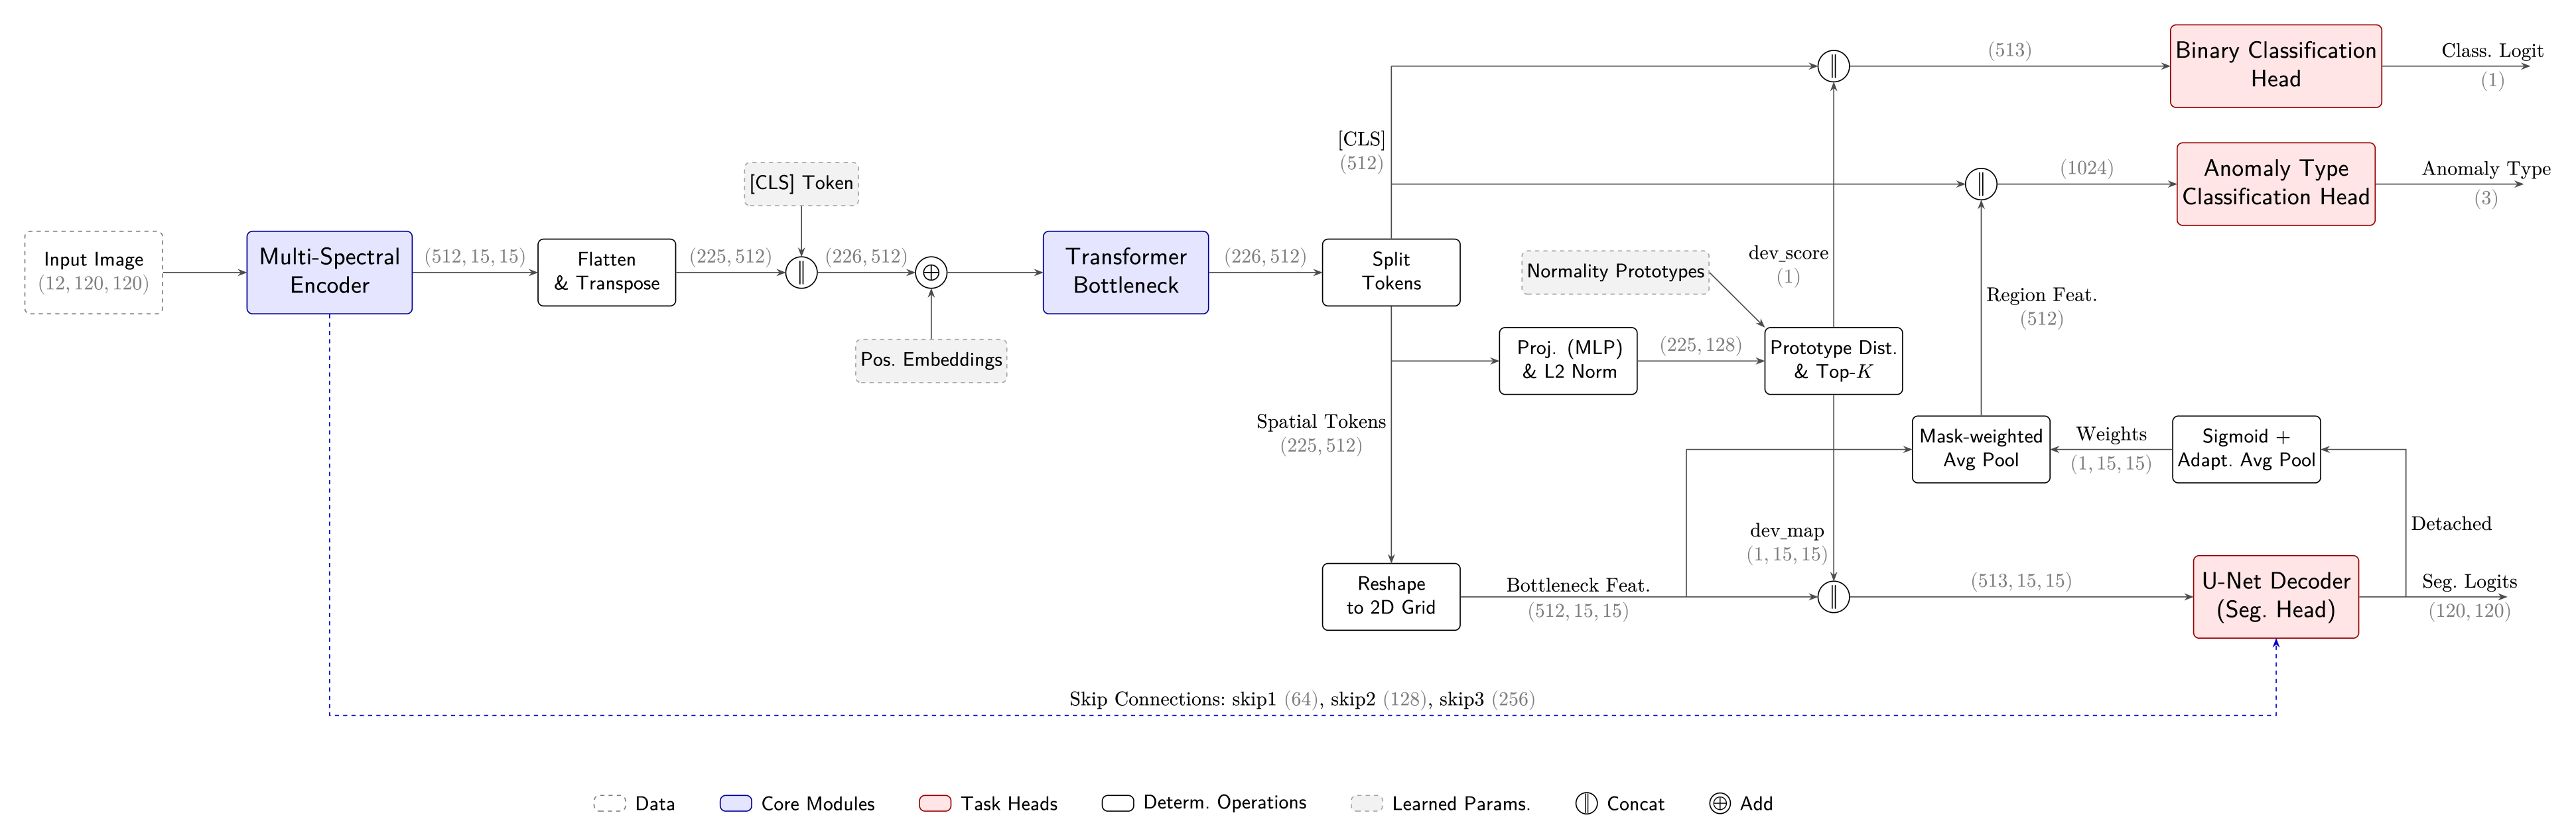 Binary Classification
Head
(513)
Class. Logit
(1)
[CLS]
(512)
Anomaly Type
Classification Head
(1024)
Anomaly Type
(3)
[CLS] Token
Input Image
(12, 120, 120)
Multi-Spectral
Encoder
(512, 15, 15)
Flatten
& Transpose
(225, 512)
∥
(226, 512)
⊕
Pos. Embeddings
Transformer
Bottleneck
(226, 512)
Split
Tokens
Normality Prototypes
dev_score
(1)
∥
∥
Region Feat.
(512)
Proj. (MLP)
& L2 Norm
(225, 128)
Prototype Dist.
& Top-K
Spatial Tokens
(225, 512)
Mask-weighted
Avg Pool
Weights
(1, 15, 15)
Sigmoid +
Adapt. Avg Pool
Detached
dev_map
(1, 15, 15)
Reshape
to 2D Grid
Bottleneck Feat.
(512, 15, 15)
∥
(513, 15, 15)
U-Net Decoder
(Seg. Head)
Seg. Logits
(120, 120)
Skip Connections: skip1 (64), skip2 (128), skip3 (256)
Data
Core Modules
Task Heads
Determ. Operations
Learned Params.
∥ Concat
⊕ Add